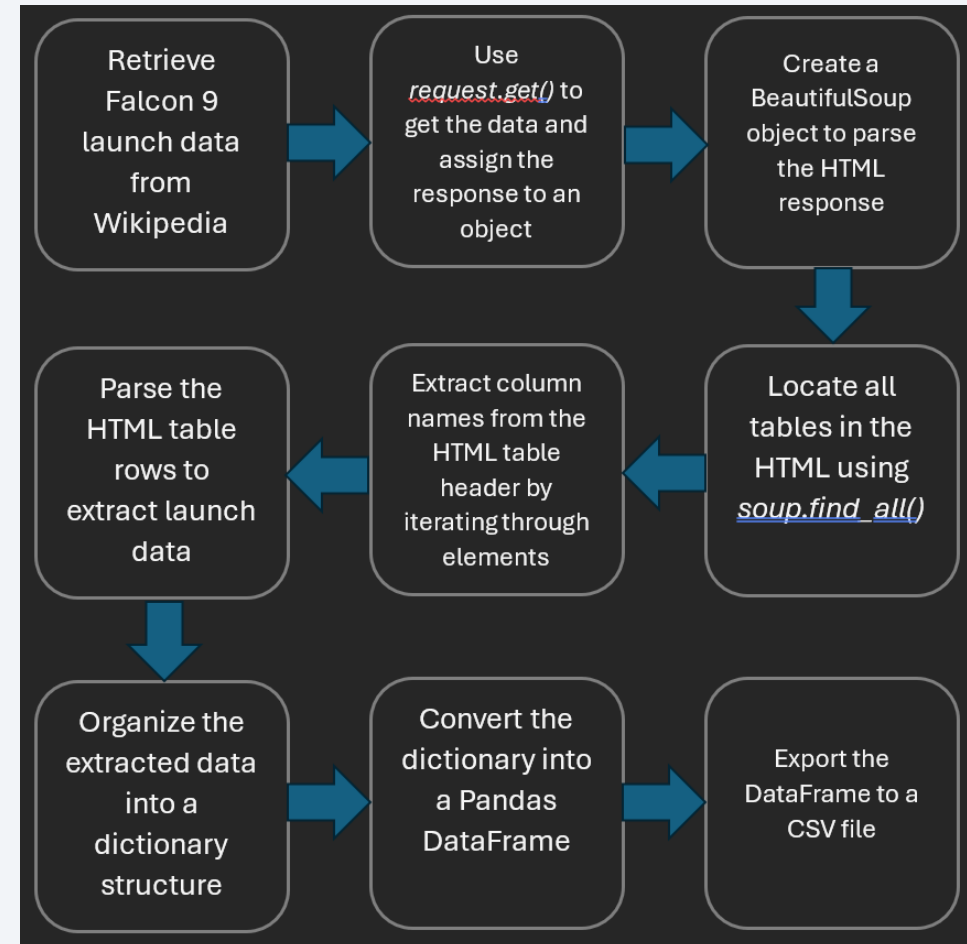 Retrieve
Falcon 9
launch data
from
Wikipedia
Use
request.get() to
get the data and
assign the
response to an
object
Create a
BeautifulSoup
object to parse
the HTML
response
Locate all
tables in the
HTML using
soup.find_all()
Extract column
names from the
HTML table
header by
iterating through
elements
Parse the
HTML table
rows to
extract launch
data
Organize the
extracted data
into a
dictionary
structure
Convert the
dictionary into
a Pandas
DataFrame
Export the
DataFrame to a
CSV file